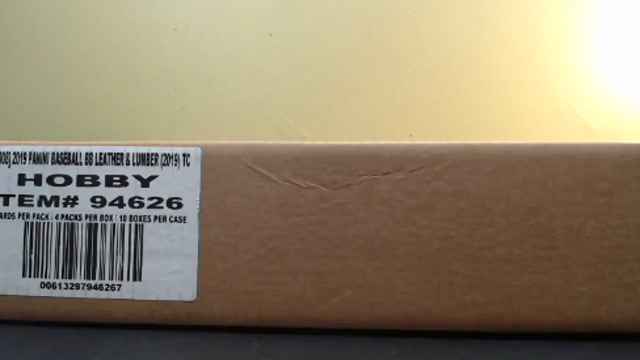 008] 2019 PANINI BASEBALL BB LEATHER & LUMBER (2019) TC
HOBBY
TEM# 94626
ARDS PER PACK | 4 PACKS PER BOX | 10 BOXES PER CASE
00613297946267